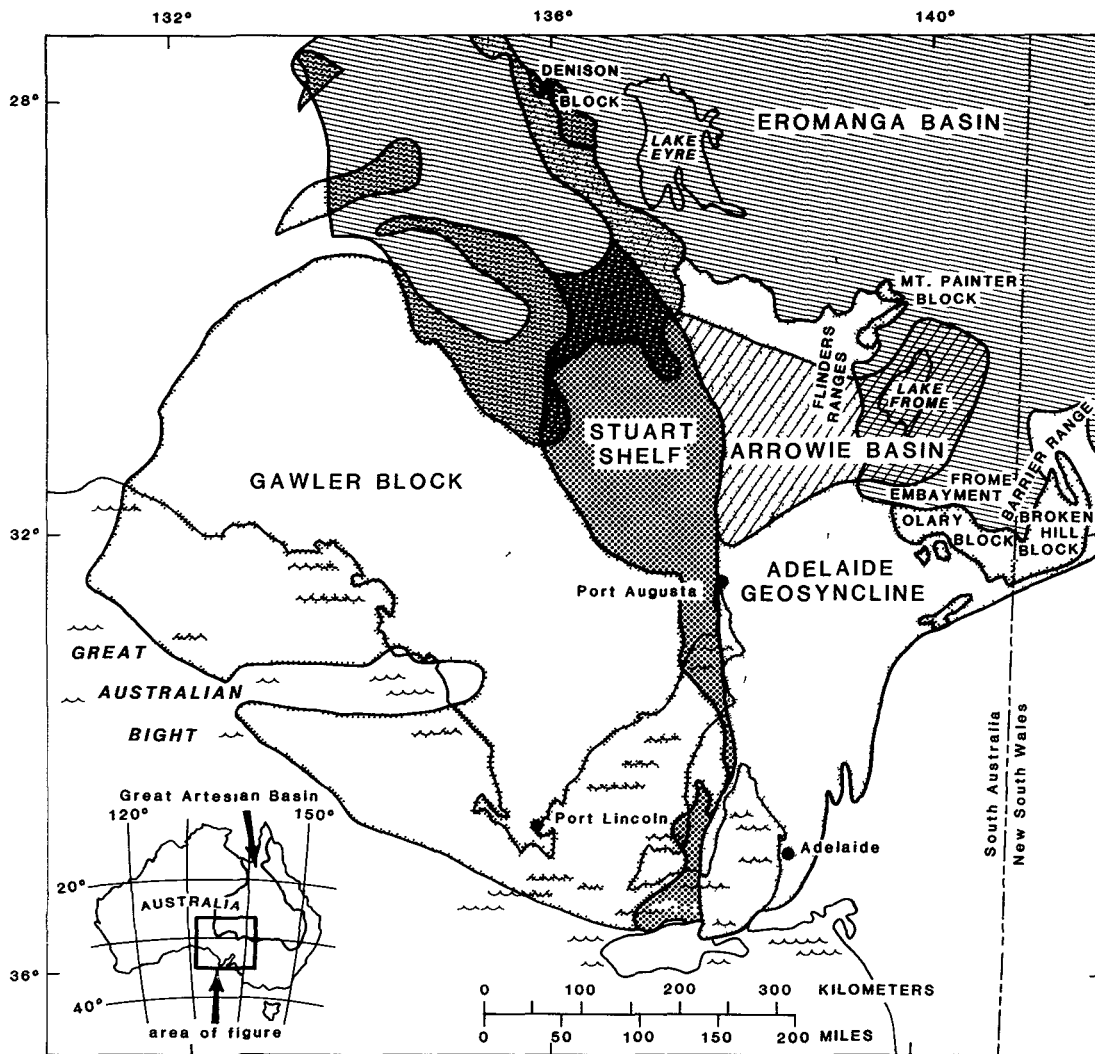 132°
136°
140°
28°
DENISON
BLOCK
EROMANGA BASIN
LAKE
EYRE
MT. PAINTER
BLOCK
FLINDERS
RANGES
LAKE
FROME
STUART
SHELF
ARROWIE BASIN
GAWLER BLOCK
BARRIER RANGE
FROME
EMBAYMENT
OLARY
BLOCK
BROKEN
HILL
BLOCK
32°
ADELAIDE
GEOSYNCLINE
Port Augusta
GREAT
AUSTRALIAN
BIGHT
South Australia
New South Wales
Great Artesian Basin
120°
150°
Port Lincoln
Adelaide
20°
AUSTRALIA
36°
40°
area of figure
0 100 200 300 KILOMETERS
0 50 100 150 200 MILES